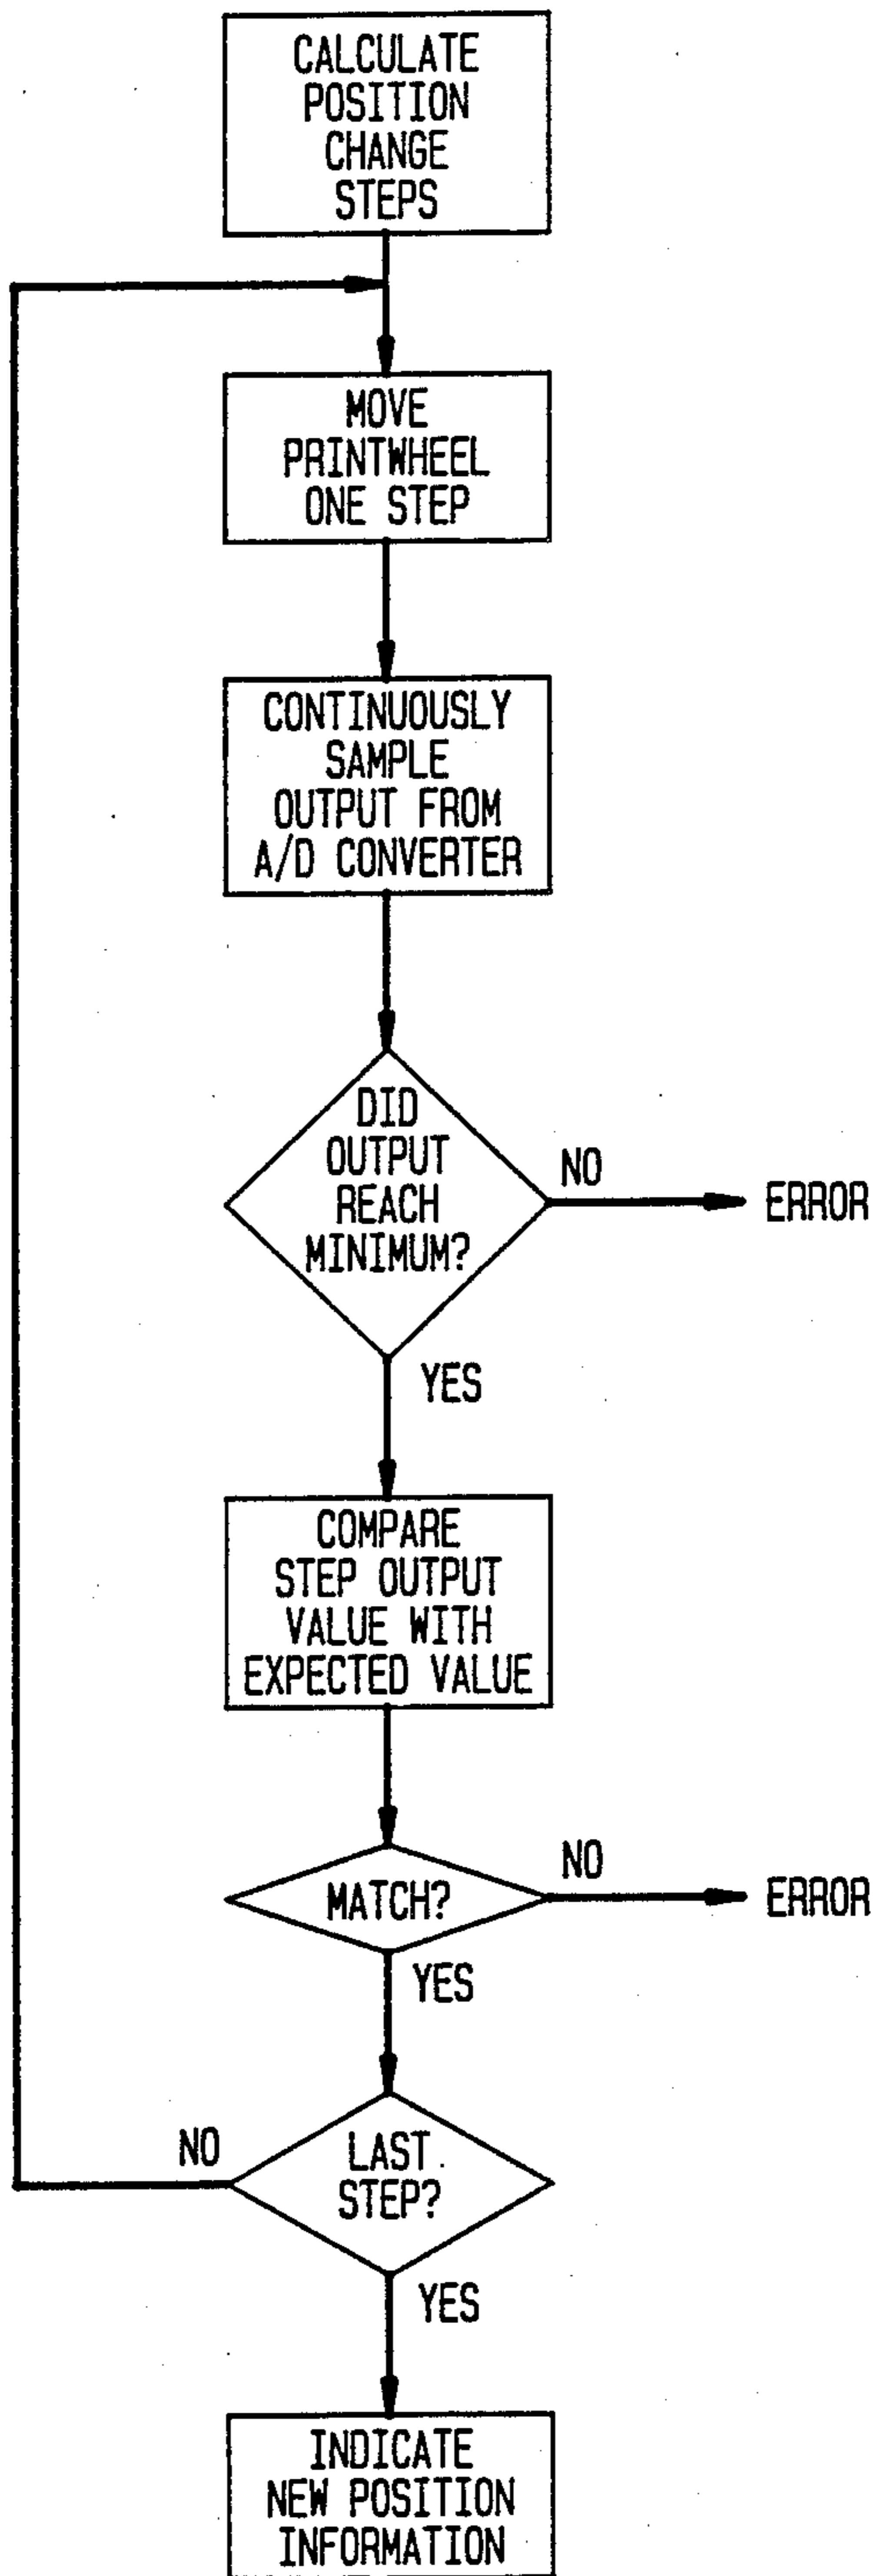 CALCULATE
POSITION
CHANGE
STEPS
MOVE
PRINTWHEEL
ONE STEP
CONTINUOUSLY
SAMPLE
OUTPUT FROM
A/D CONVERTER
DID
OUTPUT
REACH
MINIMUM?
NO
ERROR
YES
COMPARE
STEP OUTPUT
VALUE WITH
EXPECTED VALUE
MATCH?
NO
ERROR
YES
LAST
STEP?
NO
YES
INDICATE
NEW POSITION
INFORMATION